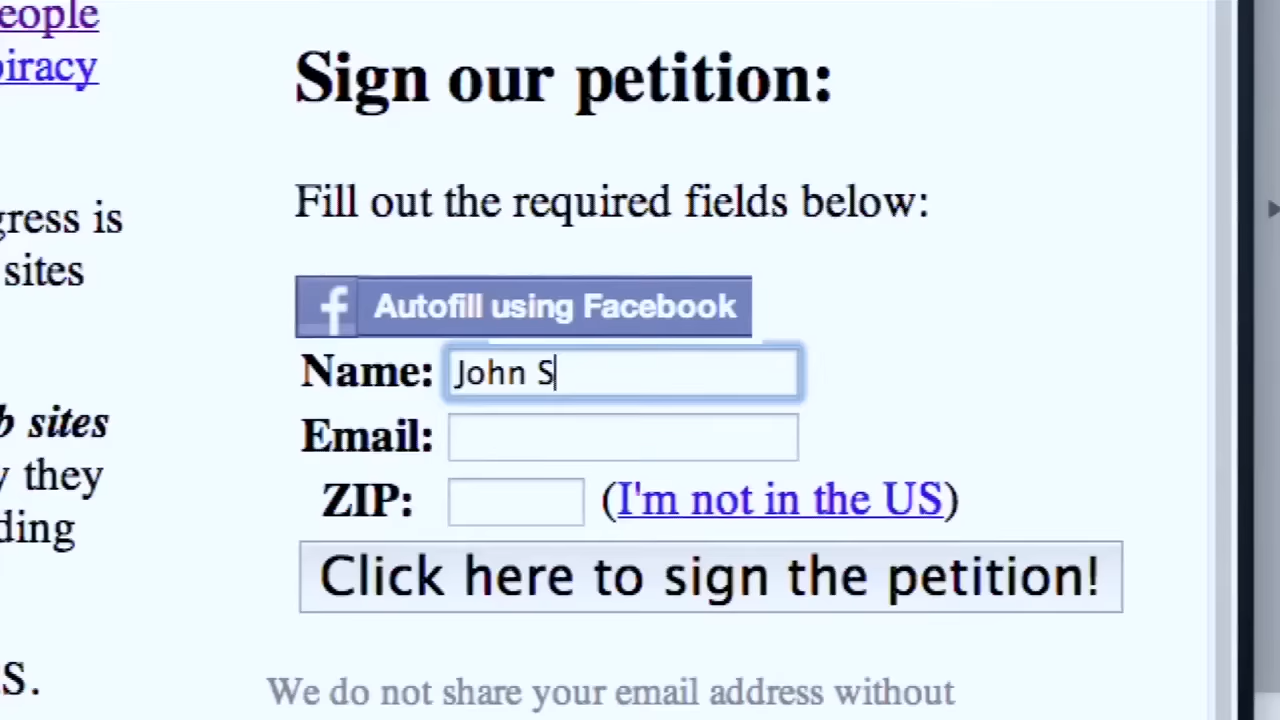 eople
piracy
gress is
sites
b sites
y they
ding
S.
Sign our petition:
Fill out the required fields below:
f Autofill using Facebook
Name: John S
Email:
ZIP: (I'm not in the US)
Click here to sign the petition!
We do not share your email address without